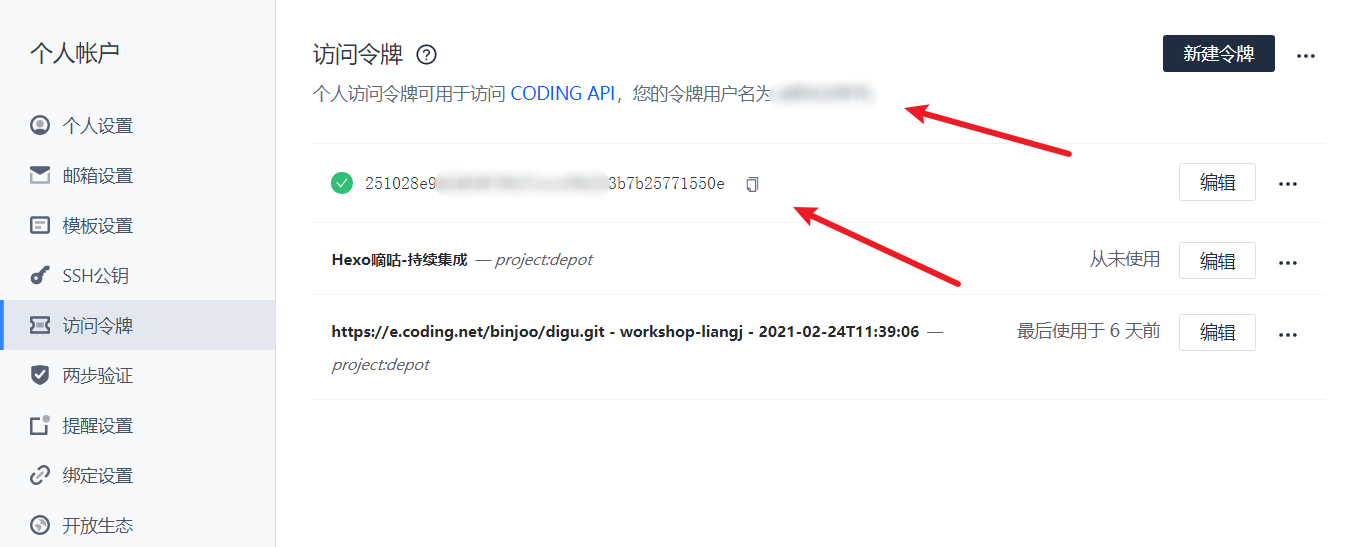 个人帐户
个人设置
邮箱设置
模板设置
SSH公钥
访问令牌
两步验证
提醒设置
绑定设置
开放生态
访问令牌
新建令牌
个人访问令牌可用于访问 CODING API，您的令牌用户名为
251028e9 3b7b25771550e 编辑
Hexo嘀咕-持续集成 — project:depot 从未使用 编辑
https://e.coding.net/binjoo/digu.git - workshop-liangj - 2021-02-24T11:39:06 — 最后使用于 6 天前 编辑
project:depot